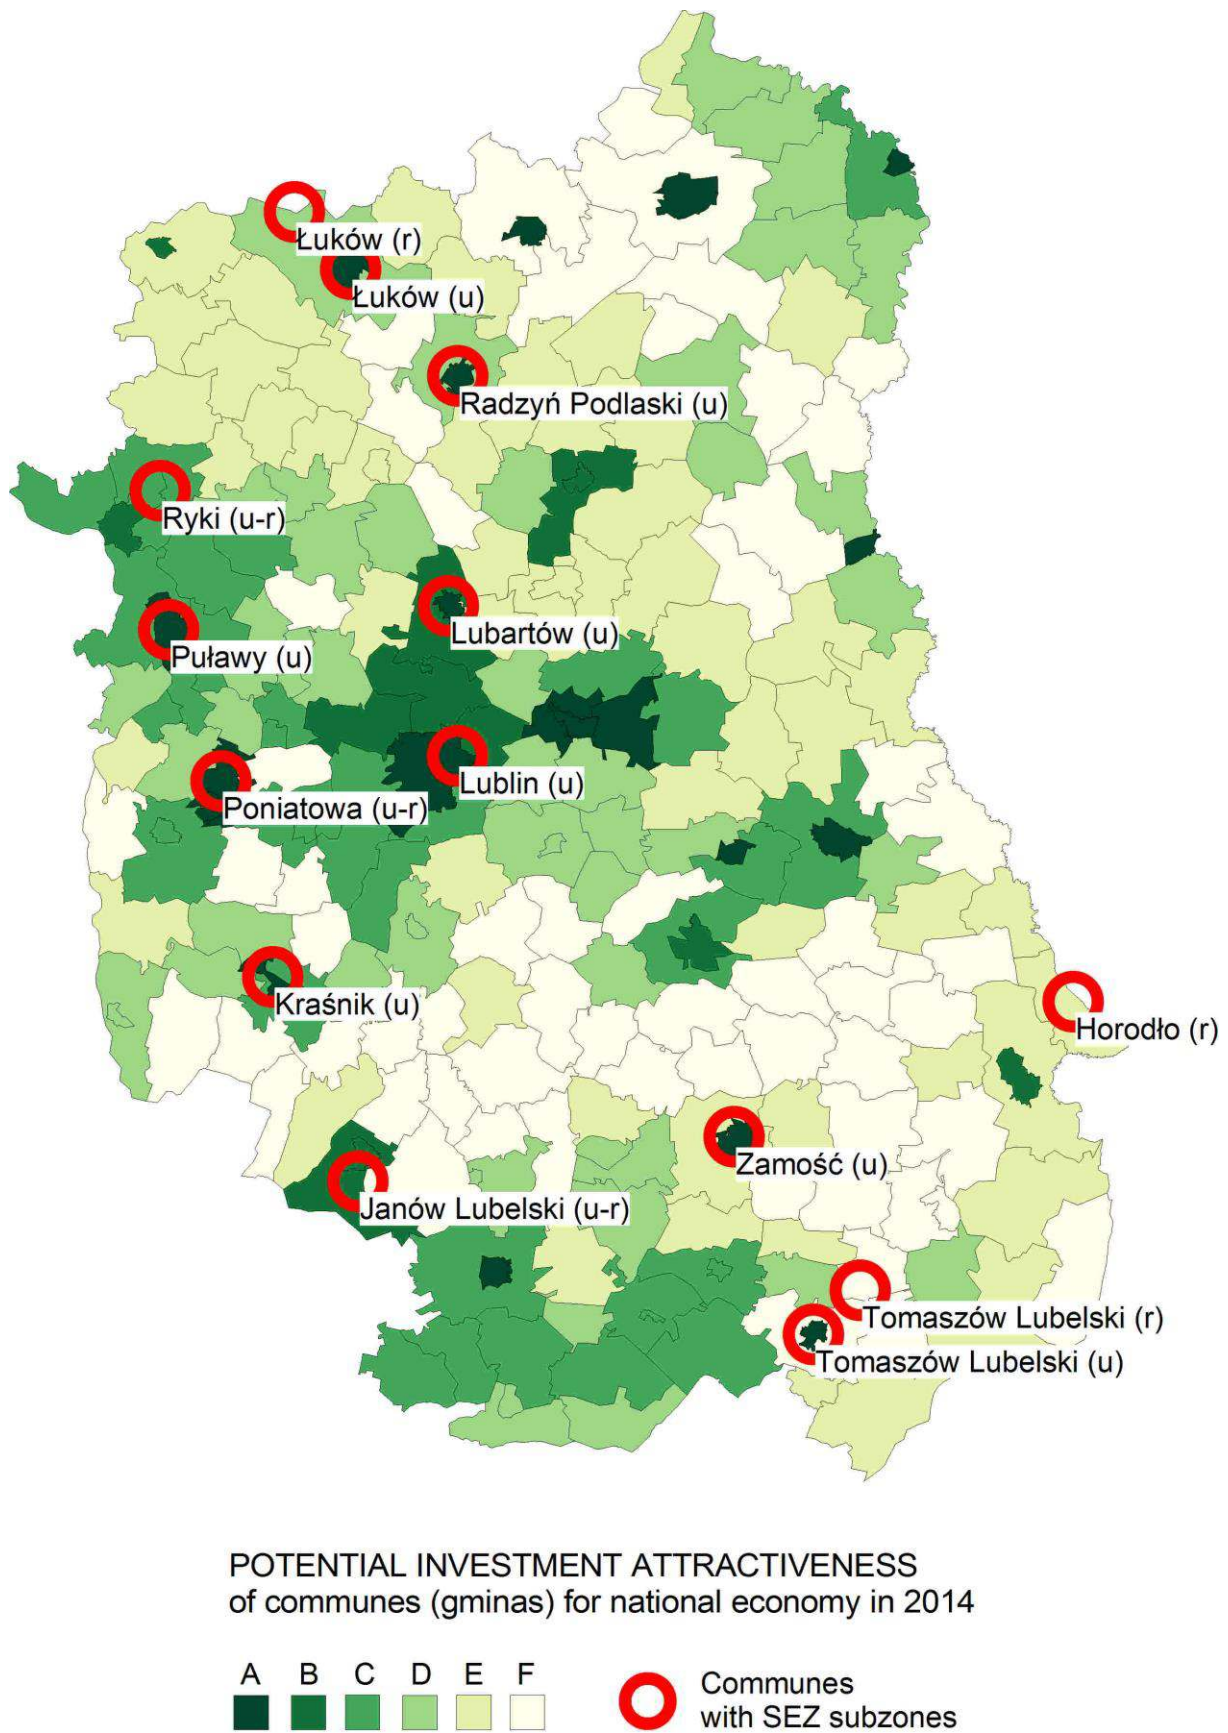 Łuków (r)
Łuków (u)
Radzyń Podlaski (u)
Ryki (u-r)
Lubartów (u)
Puławy (u)
Lublin (u)
Poniatowa (u-r)
Kraśnik (u)
Horodło (r)
Zamość (u)
Janów Lubelski (u-r)
Tomaszów Lubelski (r)
Tomaszów Lubelski (u)
POTENTIAL INVESTMENT ATTRACTIVENESS
of communes (gminas) for national economy in 2014
A B C D E F
Communes
with SEZ subzones